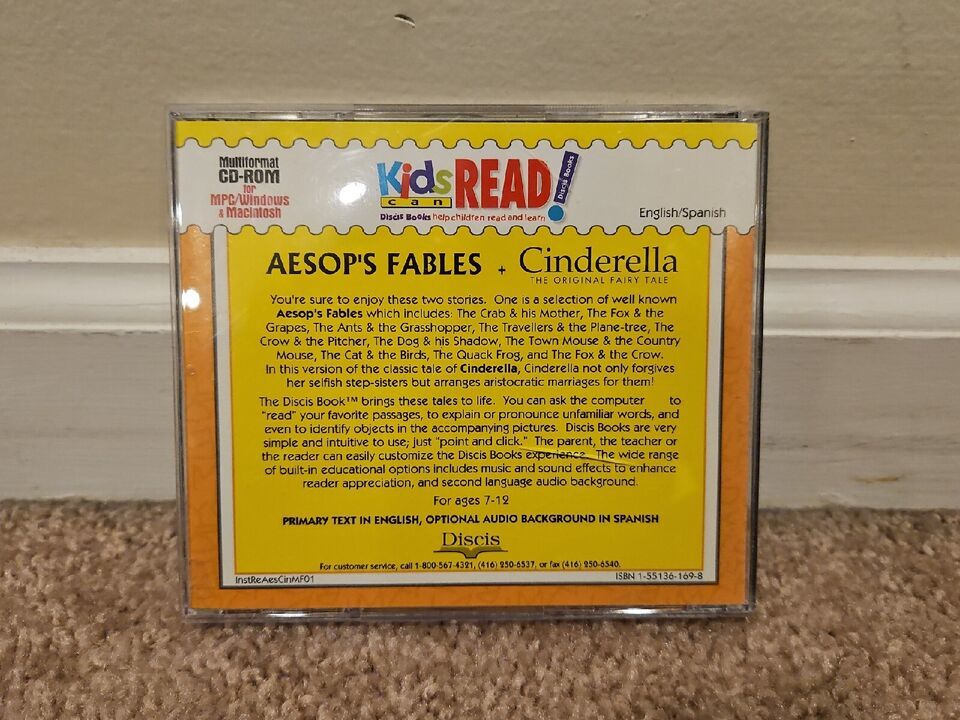 Multiformat
CD-ROM
for
MPC/Windows
& Macintosh
Kids
can
READ!
Discis Books
Discis Books help children read and learn
English/Spanish
AESOP'S FABLES + Cinderella
THE ORIGINAL FAIRY TALE
You're sure to enjoy these two stories. One is a selection of well known
Aesop's Fables which includes: The Crab & his Mother, The Fox & the
Grapes, The Ants & the Grasshopper, The Travellers & the Plane-tree, The
Crow & the Pitcher, The Dog & his Shadow, The Town Mouse & the Country
Mouse, The Cat & the Birds, The Quack Frog, and The Fox & the Crow.
In this version of the classic tale of Cinderella, Cinderella not only forgives
her selfish step-sisters but arranges aristocratic marriages for them!
The Discis Book™ brings these tales to life. You can ask the computer to
"read" your favorite passages, to explain or pronounce unfamiliar words, and
even to identify objects in the accompanying pictures. Discis Books are very
simple and intuitive to use; just "point and click." The parent, the teacher or
the reader can easily customize the Discis Books experience. The wide range
of built-in educational options includes music and sound effects to enhance
reader appreciation, and second language audio background.
For ages 7-12
PRIMARY TEXT IN ENGLISH, OPTIONAL AUDIO BACKGROUND IN SPANISH
Discis
For customer service, call 1-800-567-4321, (416) 250-6537, or fax (416) 250-6540.
InstReAesCinMF01
ISBN 1-55136-169-8